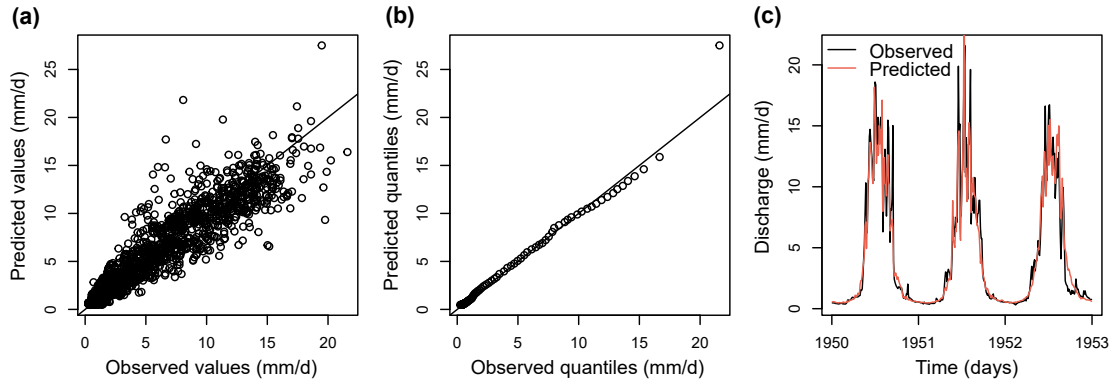 (a)
Predicted values (mm/d)
25
20
15
10
5
0
0
5
10
15
20
Observed values (mm/d)
(b)
Predicted quantiles (mm/d)
25
20
15
10
5
0
0
5
10
15
20
Observed quantiles (mm/d)
(c)
Discharge (mm/d)
20
15
10
5
0
Observed
Predicted
1950
1951
1952
1953
Time (days)